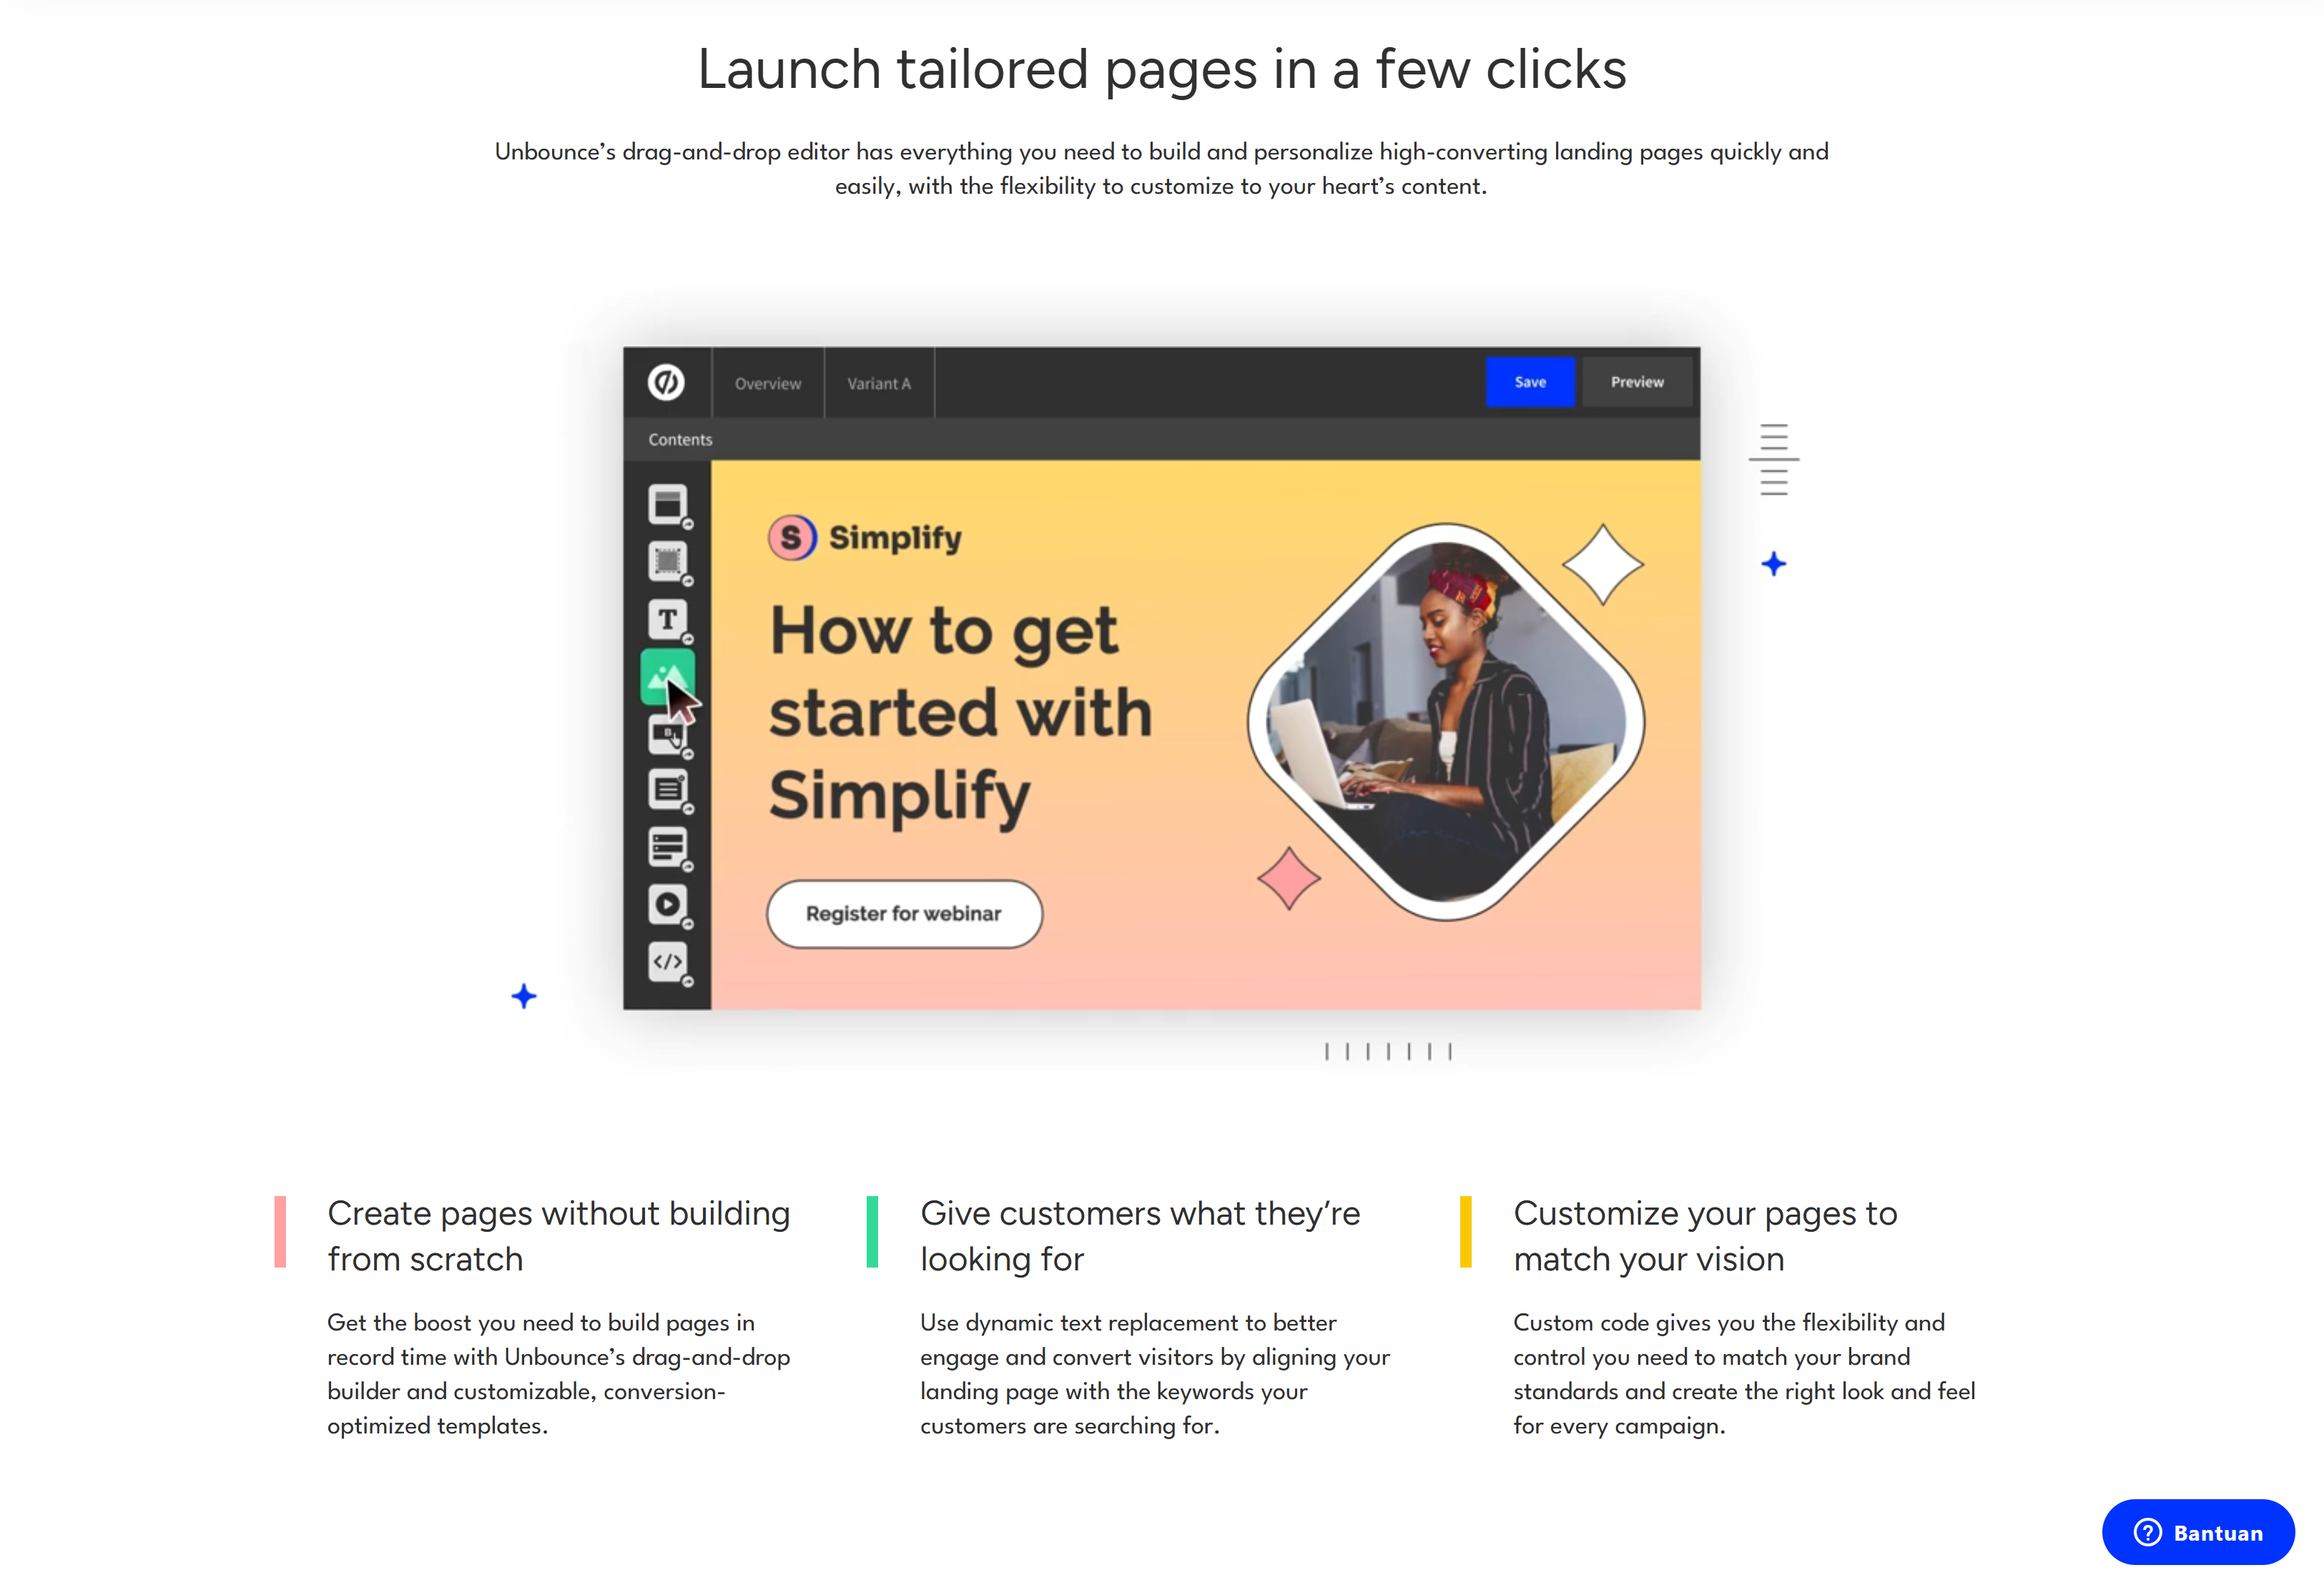 Launch tailored pages in a few clicks
Unbounce’s drag-and-drop editor has everything you need to build and personalize high-converting landing pages quickly and
easily, with the flexibility to customize to your heart’s content.
Overview
Variant A
Save
Preview
Contents
S Simplify
How to get
started with
Simplify
Register for webinar
T
B
</>
Create pages without building
from scratch
Get the boost you need to build pages in
record time with Unbounce’s drag-and-drop
builder and customizable, conversion-
optimized templates.
Give customers what they’re
looking for
Use dynamic text replacement to better
engage and convert visitors by aligning your
landing page with the keywords your
customers are searching for.
Customize your pages to
match your vision
Custom code gives you the flexibility and
control you need to match your brand
standards and create the right look and feel
for every campaign.
? Bantuan